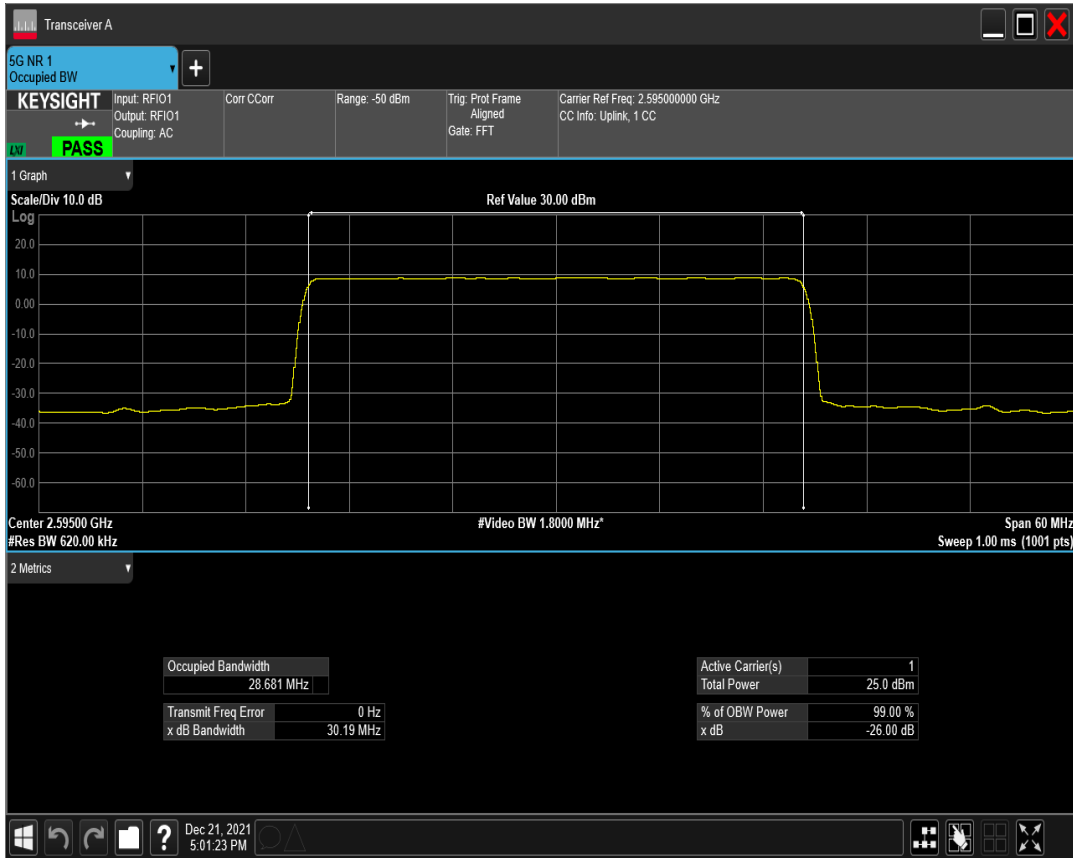 Transceiver A
5G NR 1
Occupied BW
KEYSIGHT
LXI
PASS
Input: RFIO1
Output: RFIO1
Coupling: AC
Corr CCorr
Range: -50 dBm
Trig: Prot Frame
Aligned
Gate: FFT
Carrier Ref Freq: 2.595000000 GHz
CC Info: Uplink, 1 CC
1 Graph
Scale/Div 10.0 dB
Ref Value 30.00 dBm
Log
20.0
10.0
0.00
-10.0
-20.0
-30.0
-40.0
-50.0
-60.0
Center 2.59500 GHz
#Video BW 1.8000 MHz*
Span 60 MHz
#Res BW 620.00 kHz
Sweep 1.00 ms (1001 pts)
2 Metrics
Occupied Bandwidth
28.681 MHz
Transmit Freq Error 0 Hz
x dB Bandwidth 30.19 MHz
Active Carrier(s) 1
Total Power 25.0 dBm
% of OBW Power 99.00 %
x dB -26.00 dB
?
Dec 21, 2021
5:01:23 PM